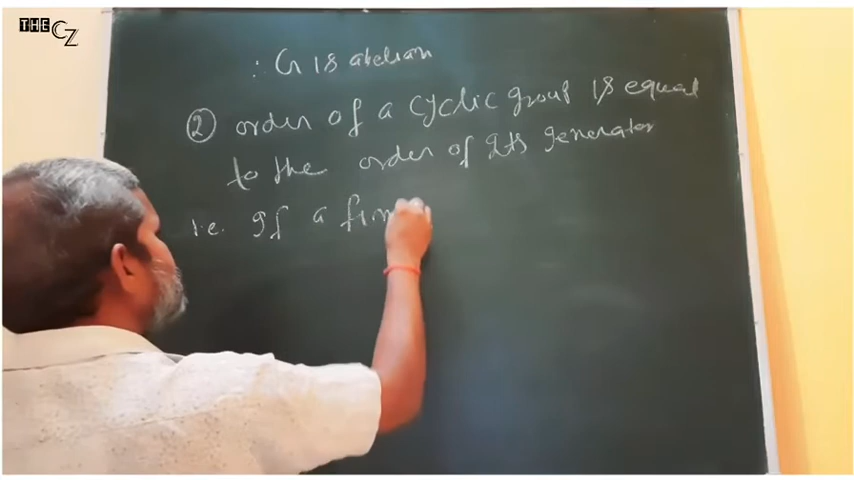 THE CZ
∴ G is abelian
② order of a cyclic group is equal
to the order of its generator
i.e. If a fin